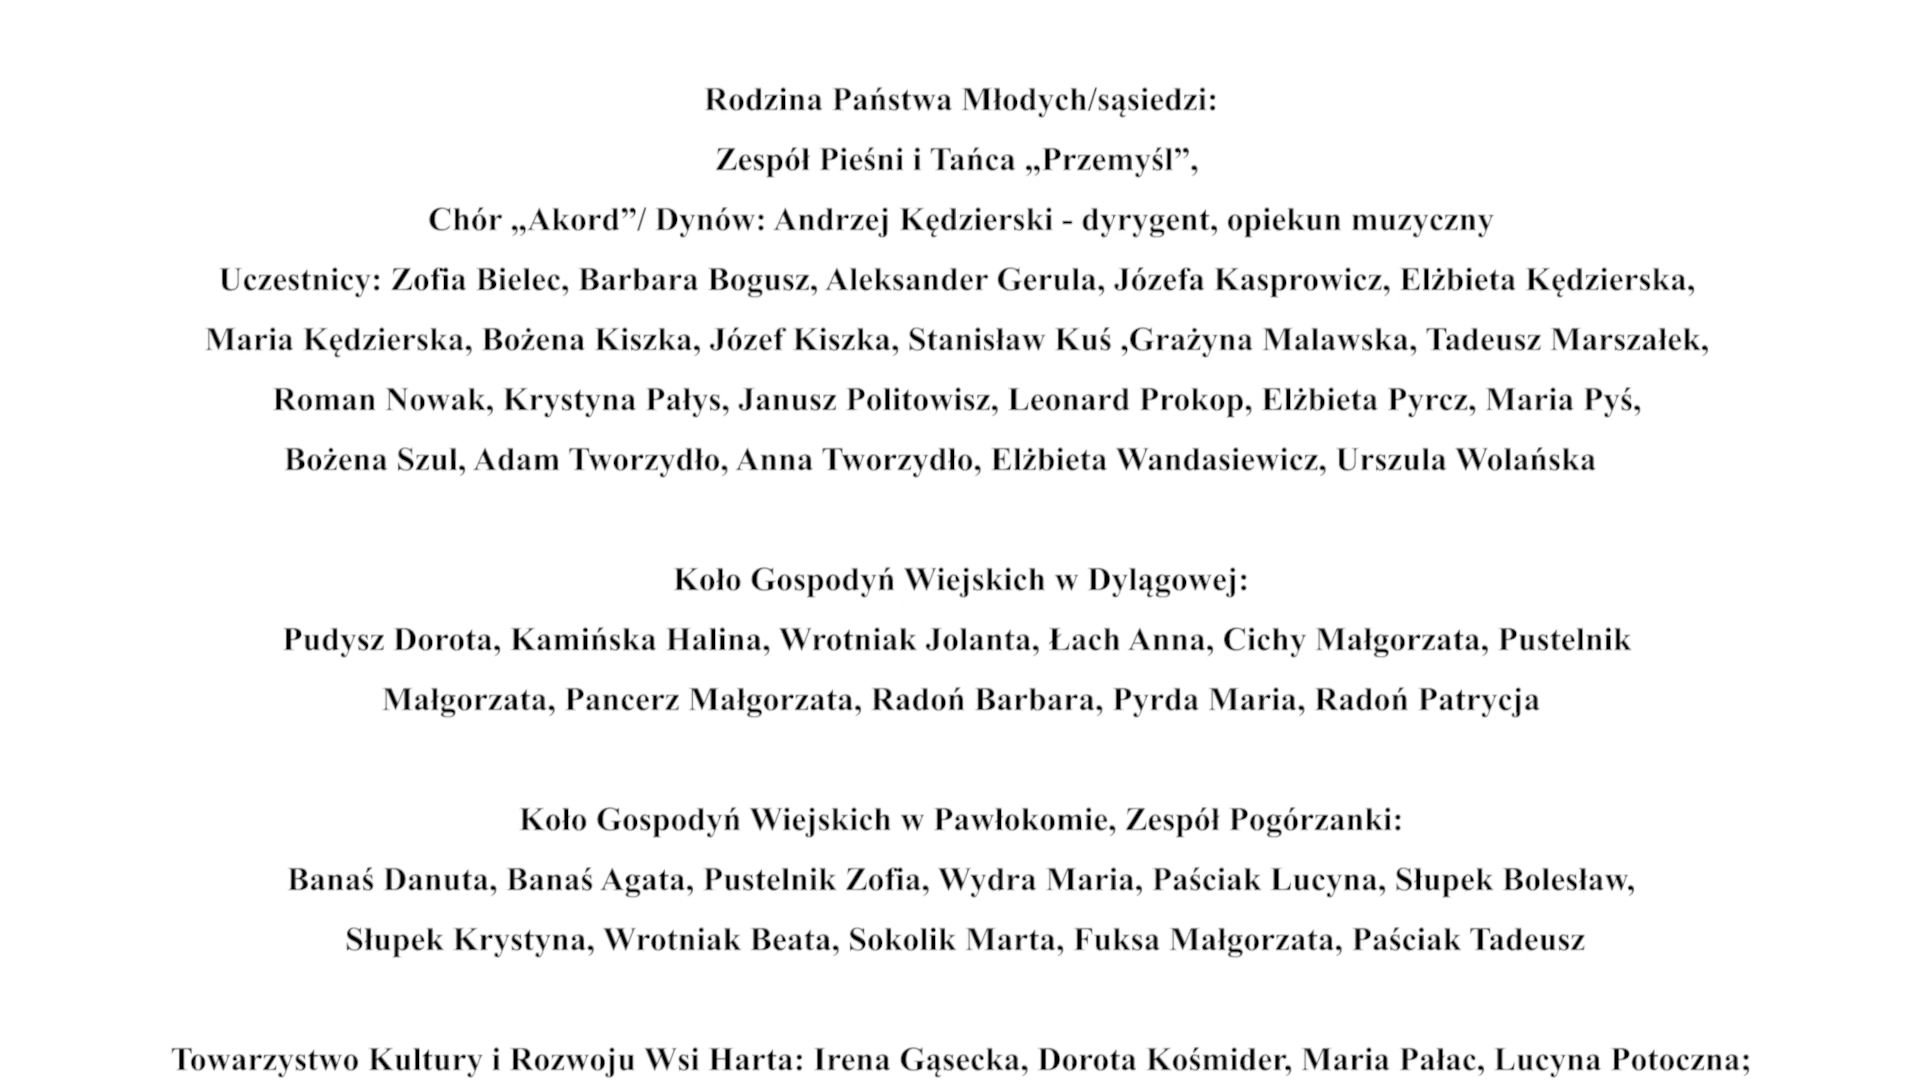 Rodzina Państwa Młodych/sąsiedzi:
Zespół Pieśni i Tańca „Przemyśl”,
Chór „Akord”/ Dynów: Andrzej Kędzierski - dyrygent, opiekun muzyczny
Uczestnicy: Zofia Bielec, Barbara Bogusz, Aleksander Gerula, Józefa Kasprowicz, Elżbieta Kędzierska,
Maria Kędzierska, Bożena Kiszka, Józef Kiszka, Stanisław Kuś ,Grażyna Malawska, Tadeusz Marszałek,
Roman Nowak, Krystyna Pałys, Janusz Politowisz, Leonard Prokop, Elżbieta Pyrcz, Maria Pyś,
Bożena Szul, Adam Tworzydło, Anna Tworzydło, Elżbieta Wandasiewicz, Urszula Wolańska
Koło Gospodyń Wiejskich w Dylągowej:
Pudysz Dorota, Kamińska Halina, Wrotniak Jolanta, Łach Anna, Cichy Małgorzata, Pustelnik
Małgorzata, Pancerz Małgorzata, Radoń Barbara, Pyrda Maria, Radoń Patrycja
Koło Gospodyń Wiejskich w Pawłokomie, Zespół Pogórzanki:
Banaś Danuta, Banaś Agata, Pustelnik Zofia, Wydra Maria, Paściak Lucyna, Słupek Bolesław,
Słupek Krystyna, Wrotniak Beata, Sokolik Marta, Fuksa Małgorzata, Paściak Tadeusz
Towarzystwo Kultury i Rozwoju Wsi Harta: Irena Gąsecka, Dorota Kośmider, Maria Pałac, Lucyna Potoczna;